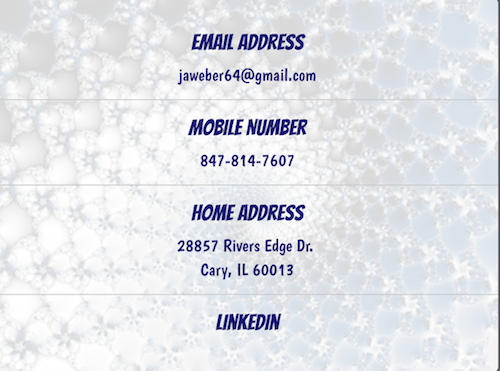 EMAIL ADDRESS
jaweber64@gmail.com
MOBILE NUMBER
847-814-7607
HOME ADDRESS
28857 Rivers Edge Dr.
Cary, IL 60013
LINKEDIN